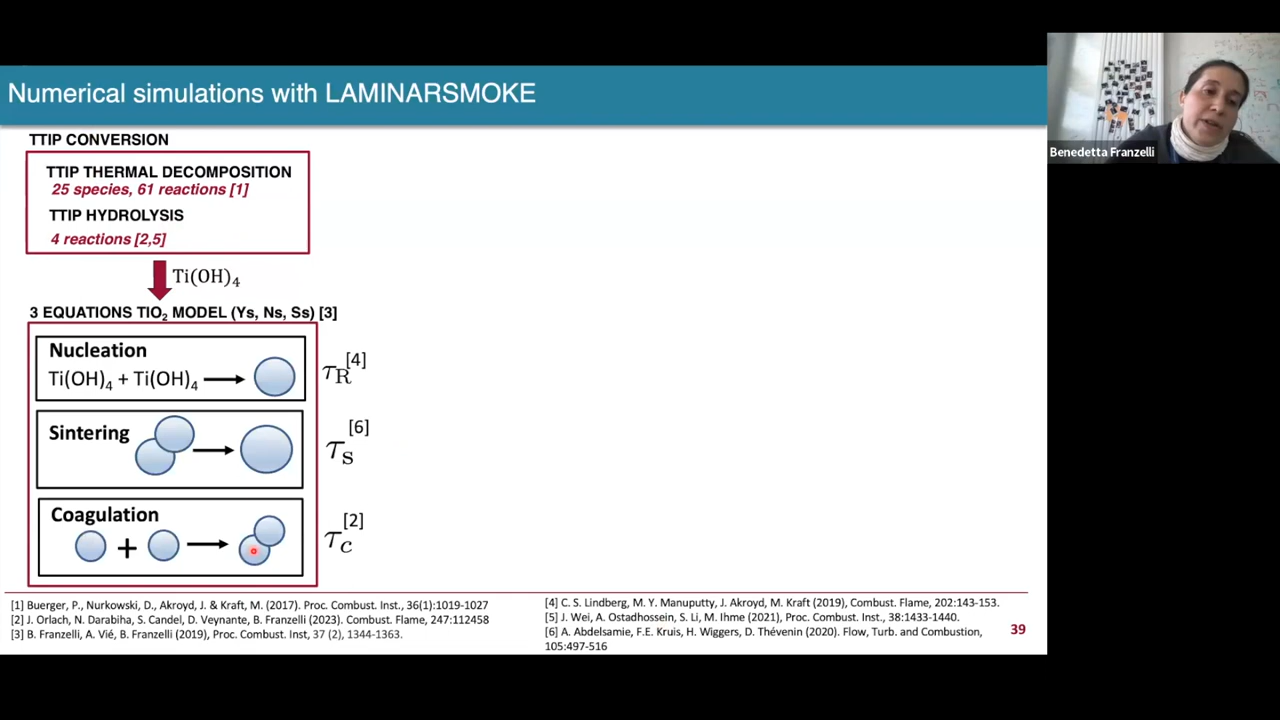 Numerical simulations with LAMINARSMOKE
TTIP CONVERSION
TTIP THERMAL DECOMPOSITION
25 species, 61 reactions [1]
TTIP HYDROLYSIS
4 reactions [2,5]
Ti(OH)₄
3 EQUATIONS TIO₂ MODEL (Ys, Ns, Ss) [3]
Nucleation
Ti(OH)₄ + Ti(OH)₄
τR [4]
Sintering
τs [6]
Coagulation
+
τc [2]
[1] Buerger, P., Nurkowski, D., Akroyd, J. & Kraft, M. (2017). Proc. Combust. Inst., 36(1):1019-1027
[2] J. Orlach, N. Darabiha, S. Candel, D. Veynante, B. Franzelli (2023). Combust. Flame, 247:112458
[3] B. Franzelli, A. Vié, B. Franzelli (2019), Proc. Combust. Inst, 37 (2), 1344-1363.
[4] C. S. Lindberg, M. Y. Manuputty, J. Akroyd, M. Kraft (2019), Combust. Flame, 202:143-153.
[5] J. Wei, A. Ostadhossein, S. Li, M. Ihme (2021), Proc. Combust. Inst., 38:1433-1440.
[6] A. Abdelsamie, F.E. Kruis, H. Wiggers, D. Thévenin (2020). Flow, Turb. and Combustion,
105:497-516
39
Benedetta Franzelli